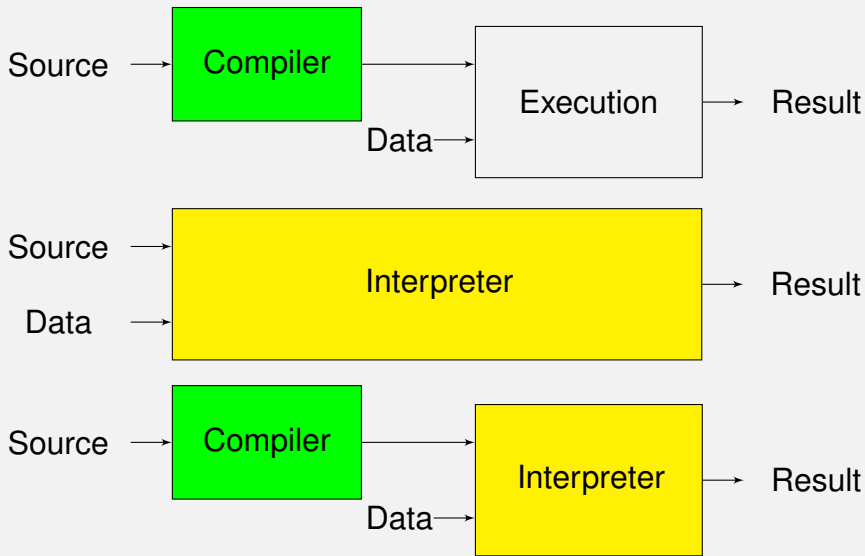 Source
Compiler
Execution
Data
Result
Source
Data
Interpreter
Result
Source
Compiler
Interpreter
Data
Result